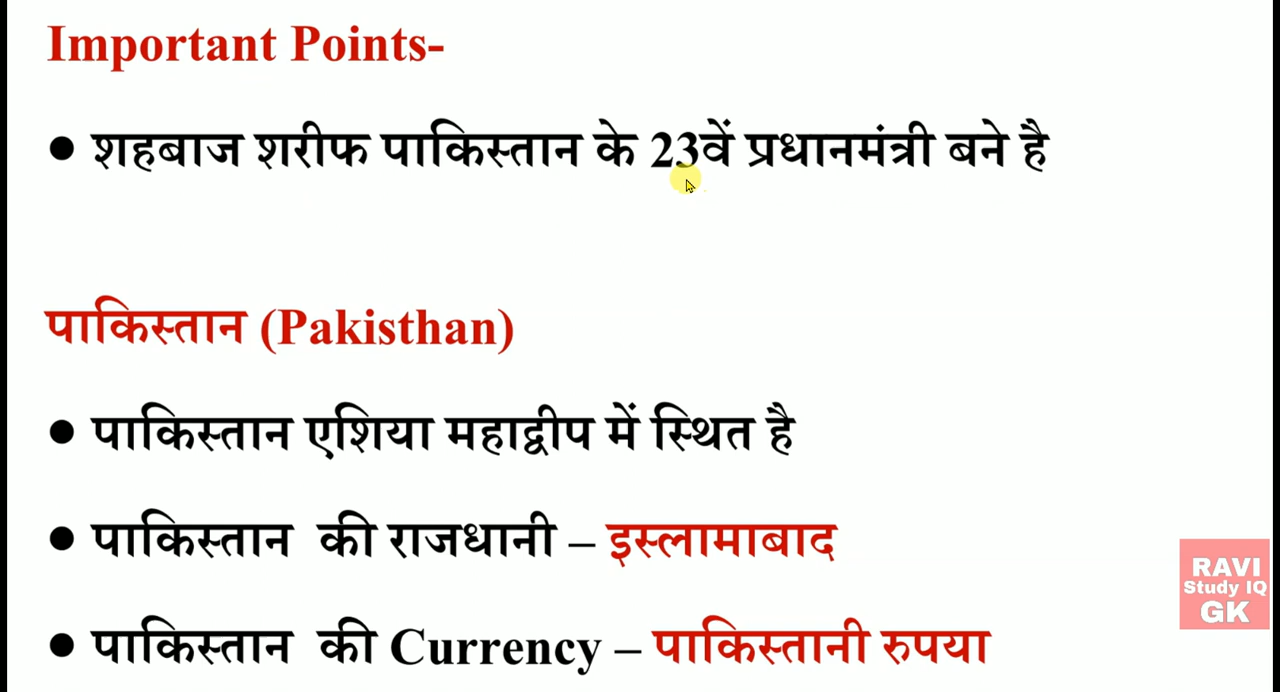 Important Points-
● शहबाज शरीफ पाकिस्तान के 23वें प्रधानमंत्री बने है
पाकिस्तान (Pakisthan)
● पाकिस्तान एशिया महाद्वीप में स्थित है
● पाकिस्तान की राजधानी – इस्लामाबाद
● पाकिस्तान की Currency – पाकिस्तानी रुपया
RAVI
Study IQ
GK